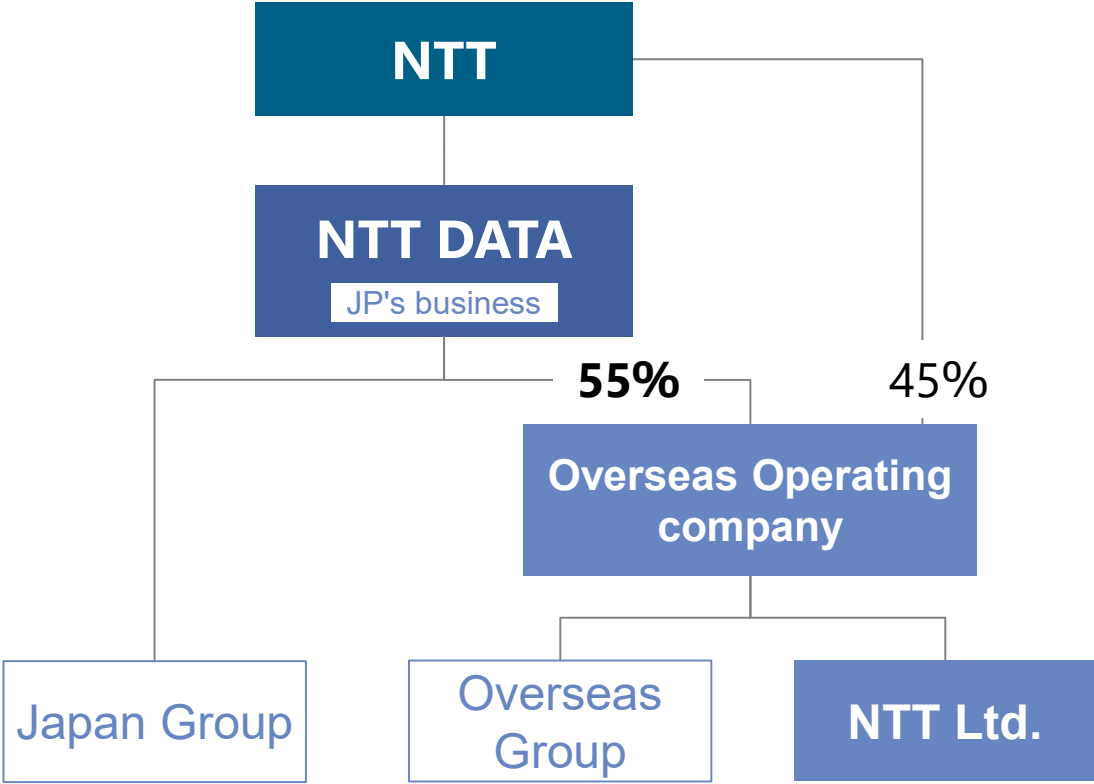 NTT
NTT DATA
JP's business
55%
45%
Overseas Operating
company
Japan Group
Overseas
Group
NTT Ltd.